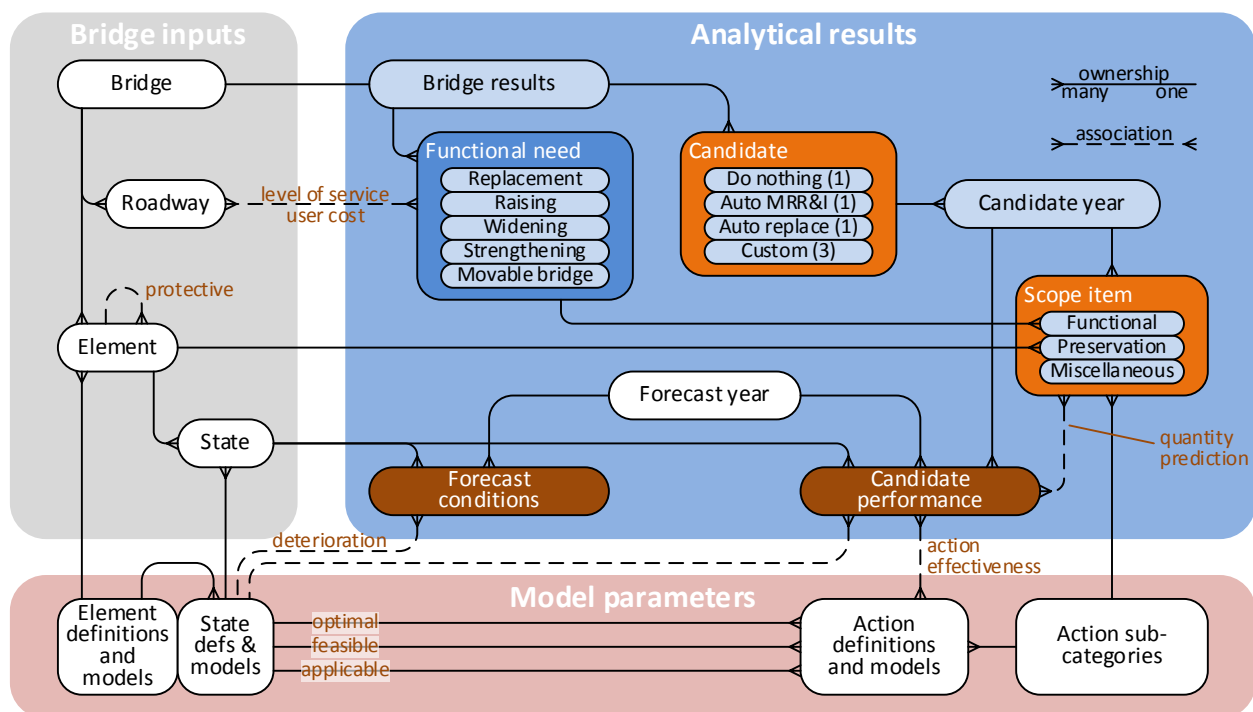 Bridge inputs
Analytical results
Bridge
Bridge results
ownership
many one
association
Functional need
Replacement
Raising
Widening
Strengthening
Movable bridge
Candidate
Do nothing (1)
Auto MRR&I (1)
Auto replace (1)
Custom (3)
Roadway
level of service
user cost
Candidate year
protective
Element
Scope item
Functional
Preservation
Miscellaneous
Forecast year
State
quantity
prediction
Forecast
conditions
Candidate
performance
deterioration
action
effectiveness
Model parameters
Element
definitions
and
models
State
defs &
models
optimal
feasible
applicable
Action
definitions
and models
Action sub-
categories